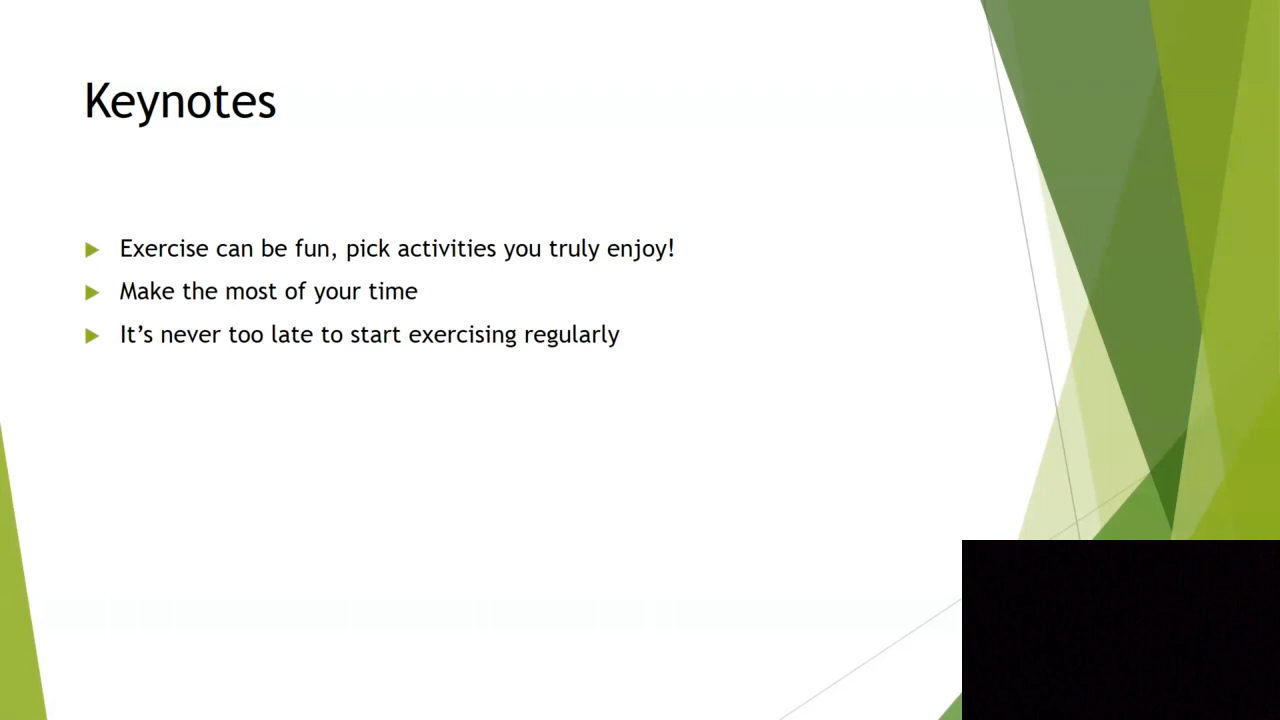 Keynotes
Exercise can be fun, pick activities you truly enjoy!
Make the most of your time
It’s never too late to start exercising regularly